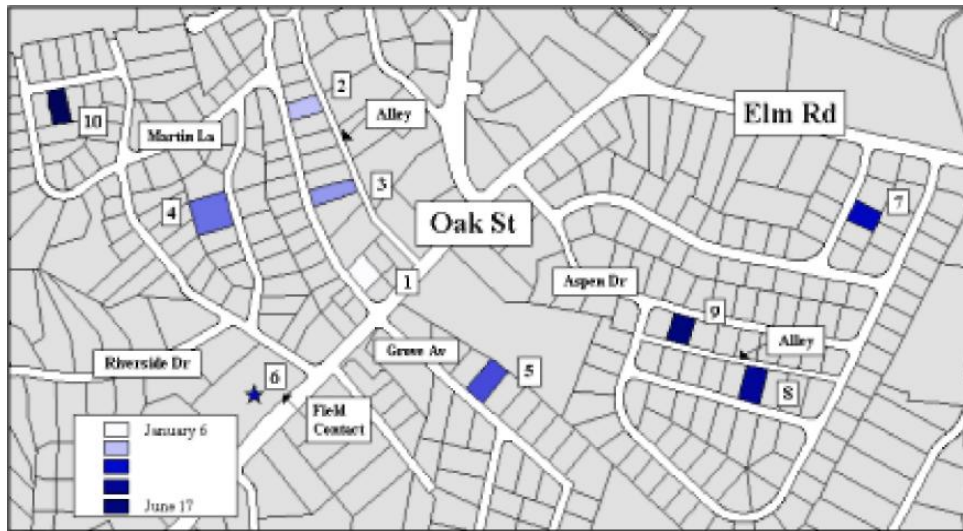 2
Alley
Elm Rd
10
Martin La
3
4
7
Oak St
1
Aspen Dr
9
Alley
Riverside Dr
Grove Av
6
5
8
Field
Contact
January 6
June 17